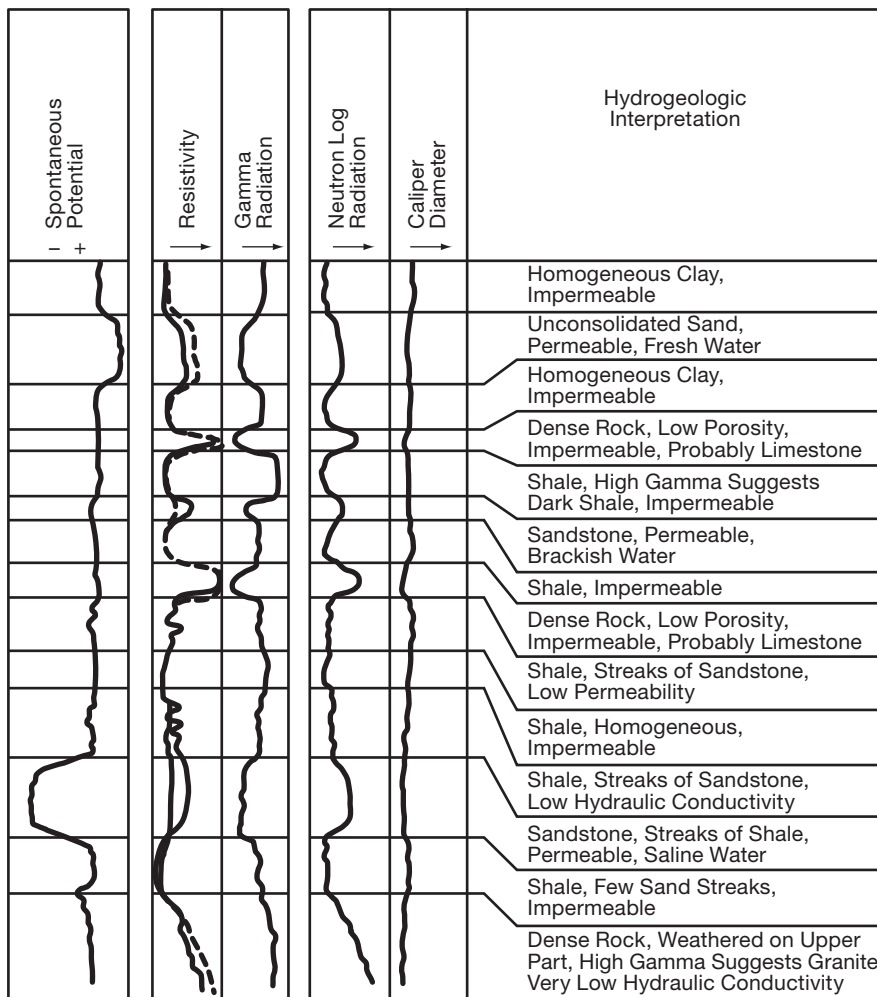 − Spontaneous
+ Potential
Resistivity
Gamma
Radiation
Neutron Log
Radiation
Caliper
Diameter
Hydrogeologic
Interpretation
Homogeneous Clay,
Impermeable
Unconsolidated Sand,
Permeable, Fresh Water
Homogeneous Clay,
Impermeable
Dense Rock, Low Porosity,
Impermeable, Probably Limestone
Shale, High Gamma Suggests
Dark Shale, Impermeable
Sandstone, Permeable,
Brackish Water
Shale, Impermeable
Dense Rock, Low Porosity,
Impermeable, Probably Limestone
Shale, Streaks of Sandstone,
Low Permeability
Shale, Homogeneous,
Impermeable
Shale, Streaks of Sandstone,
Low Hydraulic Conductivity
Sandstone, Streaks of Shale,
Permeable, Saline Water
Shale, Few Sand Streaks,
Impermeable
Dense Rock, Weathered on Upper
Part, High Gamma Suggests Granite
Very Low Hydraulic Conductivity